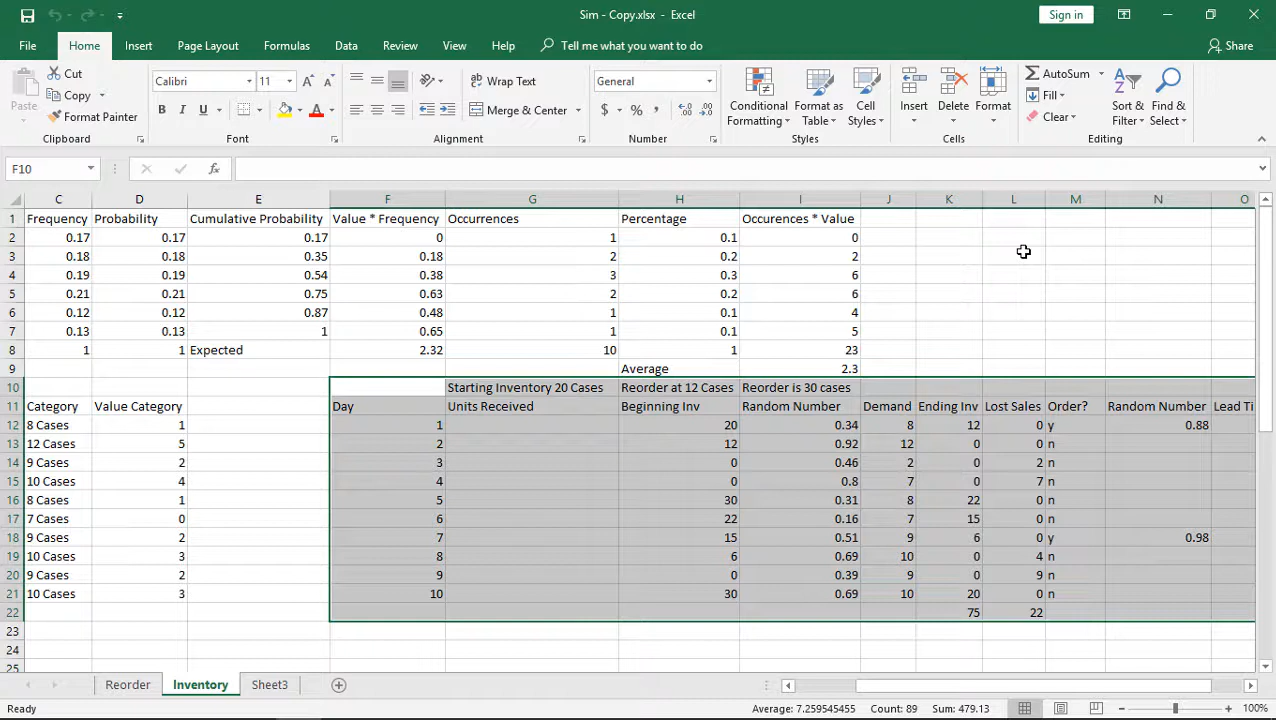 Sim - Copy.xlsx - Excel
Sign in
File Home Insert Page Layout Formulas Data Review View Help Tell me what you want to do Share
Paste Cut Copy Format Painter Clipboard
Calibri 11 B I U A Font
Wrap Text Merge & Center Alignment
General $ % , Number
Conditional Formatting Format as Table Cell Styles Styles
Insert Delete Format Cells
AutoSum Fill Clear Sort & Filter Find & Select Editing
F10 fx
C D E F G H I J K L M N O
1 Frequency Probability Cumulative Probability Value * Frequency Occurrences Percentage Occurences * Value
2 0.17 0.17 0.17 0 1 0.1 0
3 0.18 0.18 0.35 0.18 2 0.2 2
4 0.19 0.19 0.54 0.38 3 0.3 6
5 0.21 0.21 0.75 0.63 2 0.2 6
6 0.12 0.12 0.87 0.48 1 0.1 4
7 0.13 0.13 1 0.65 1 0.1 5
8 1 1 Expected 2.32 10 1 23
9 Average 2.3
10 Starting Inventory 20 Cases Reorder at 12 Cases Reorder is 30 cases
11 Category Value Category Day Units Received Beginning Inv Random Number Demand Ending Inv Lost Sales Order? Random Number Lead Ti
12 8 Cases 1 1 20 0.34 8 12 0 y 0.88
13 12 Cases 5 2 12 0.92 12 0 0 n
14 9 Cases 2 3 0 0.46 2 0 2 n
15 10 Cases 4 4 0 0.8 7 0 7 n
16 8 Cases 1 5 30 0.31 8 22 0 n
17 7 Cases 0 6 22 0.16 7 15 0 n
18 9 Cases 2 7 15 0.51 9 6 0 y 0.98
19 10 Cases 3 8 6 0.69 10 0 4 n
20 9 Cases 2 9 0 0.39 9 0 9 n
21 10 Cases 3 10 30 0.69 10 20 0 n
22 75 22
23
24
25
Reorder Inventory Sheet3
Ready Average: 7.259545455 Count: 89 Sum: 479.13 100%